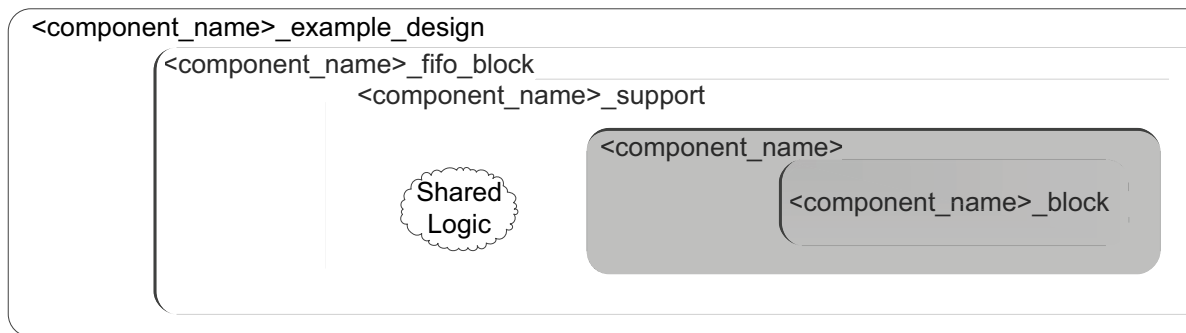 <component_name>_example_design
<component_name>_fifo_block
<component_name>_support
<component_name>
Shared
Logic
<component_name>_block